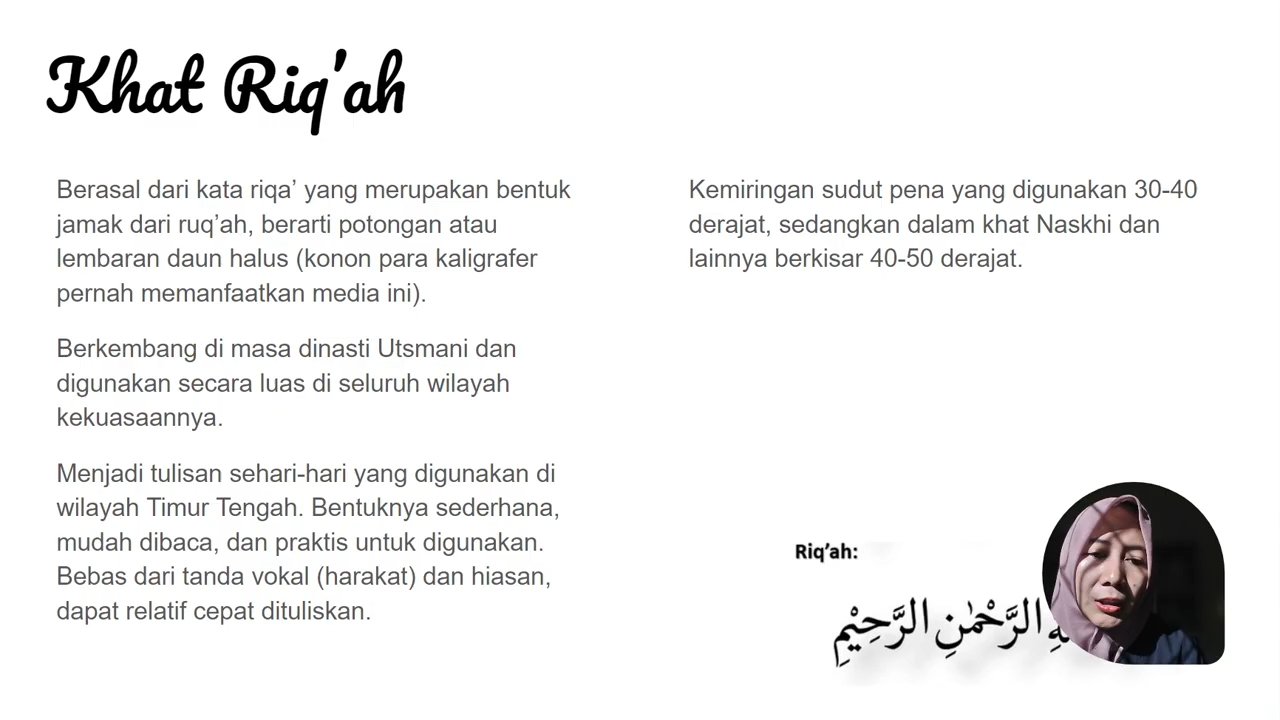 Khat Riq'ah
Berasal dari kata riqa’ yang merupakan bentuk
jamak dari ruq’ah, berarti potongan atau
lembaran daun halus (konon para kaligrafer
pernah memanfaatkan media ini).
Berkembang di masa dinasti Utsmani dan
digunakan secara luas di seluruh wilayah
kekuasaannya.
Menjadi tulisan sehari-hari yang digunakan di
wilayah Timur Tengah. Bentuknya sederhana,
mudah dibaca, dan praktis untuk digunakan.
Bebas dari tanda vokal (harakat) dan hiasan,
dapat relatif cepat dituliskan.
Kemiringan sudut pena yang digunakan 30-40
derajat, sedangkan dalam khat Naskhi dan
lainnya berkisar 40-50 derajat.
Riq’ah:
الرَّحْمٰنِ الرَّحِيْمِ